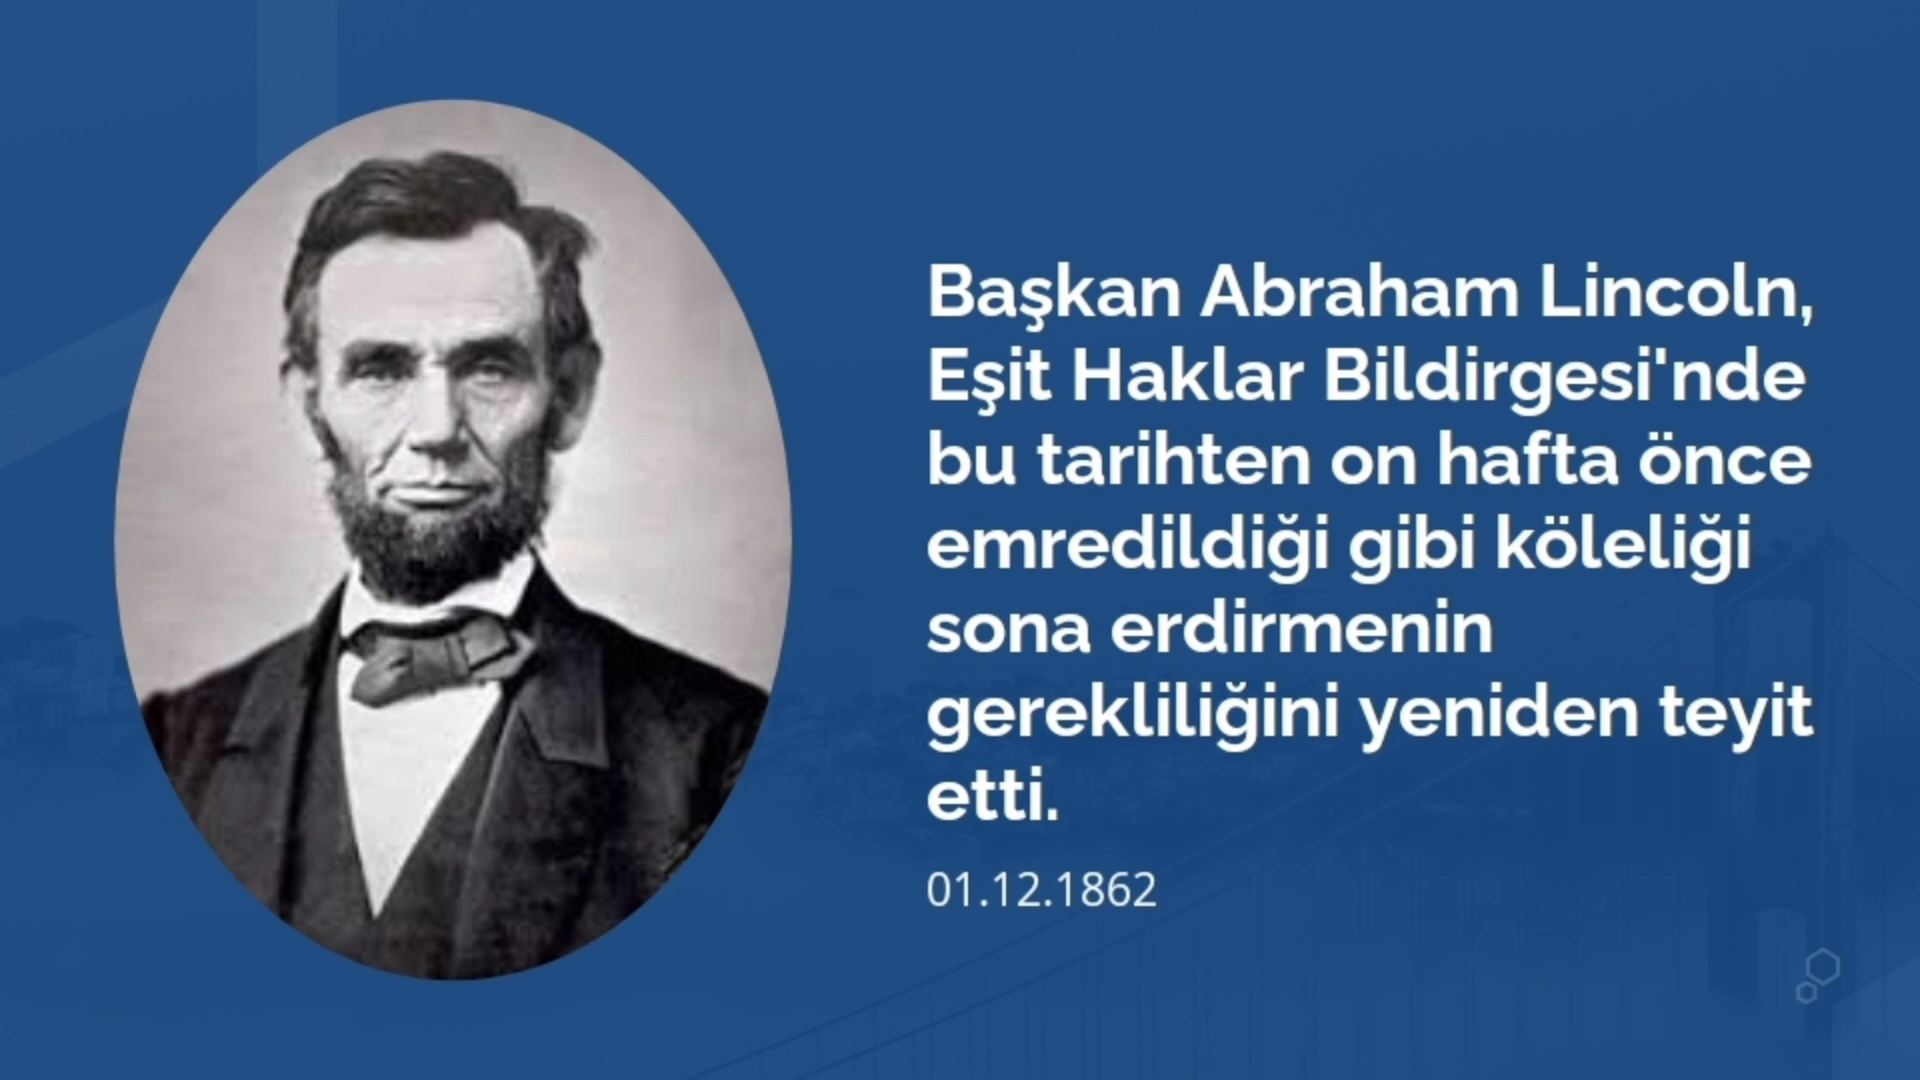 Başkan Abraham Lincoln,
Eşit Haklar Bildirgesi'nde
bu tarihten on hafta önce
emredildiği gibi köleliği
sona erdirmenin
gerekliliğini yeniden teyit
etti.
01.12.1862